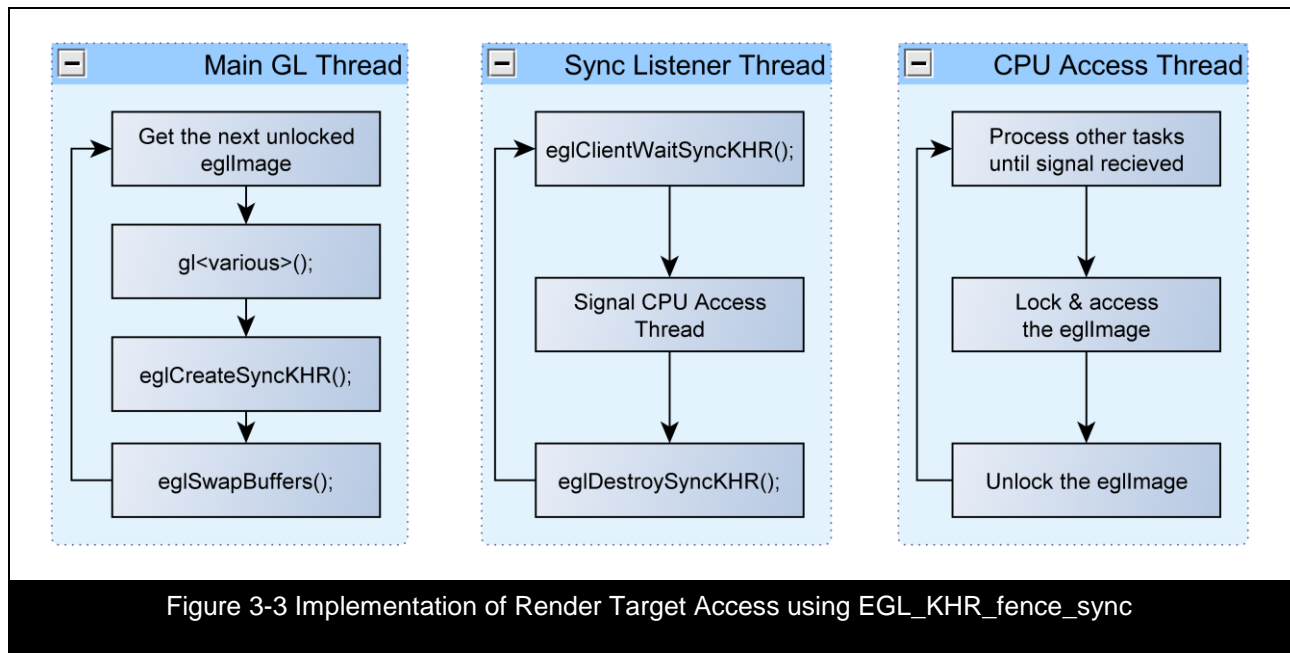 Main GL Thread
Get the next unlocked
eglImage
gl<various>();
eglCreateSyncKHR();
eglSwapBuffers();
Sync Listener Thread
eglClientWaitSyncKHR();
Signal CPU Access
Thread
eglDestroySyncKHR();
CPU Access Thread
Process other tasks
until signal recieved
Lock & access
the eglImage
Unlock the eglImage
Figure 3-3 Implementation of Render Target Access using EGL_KHR_fence_sync